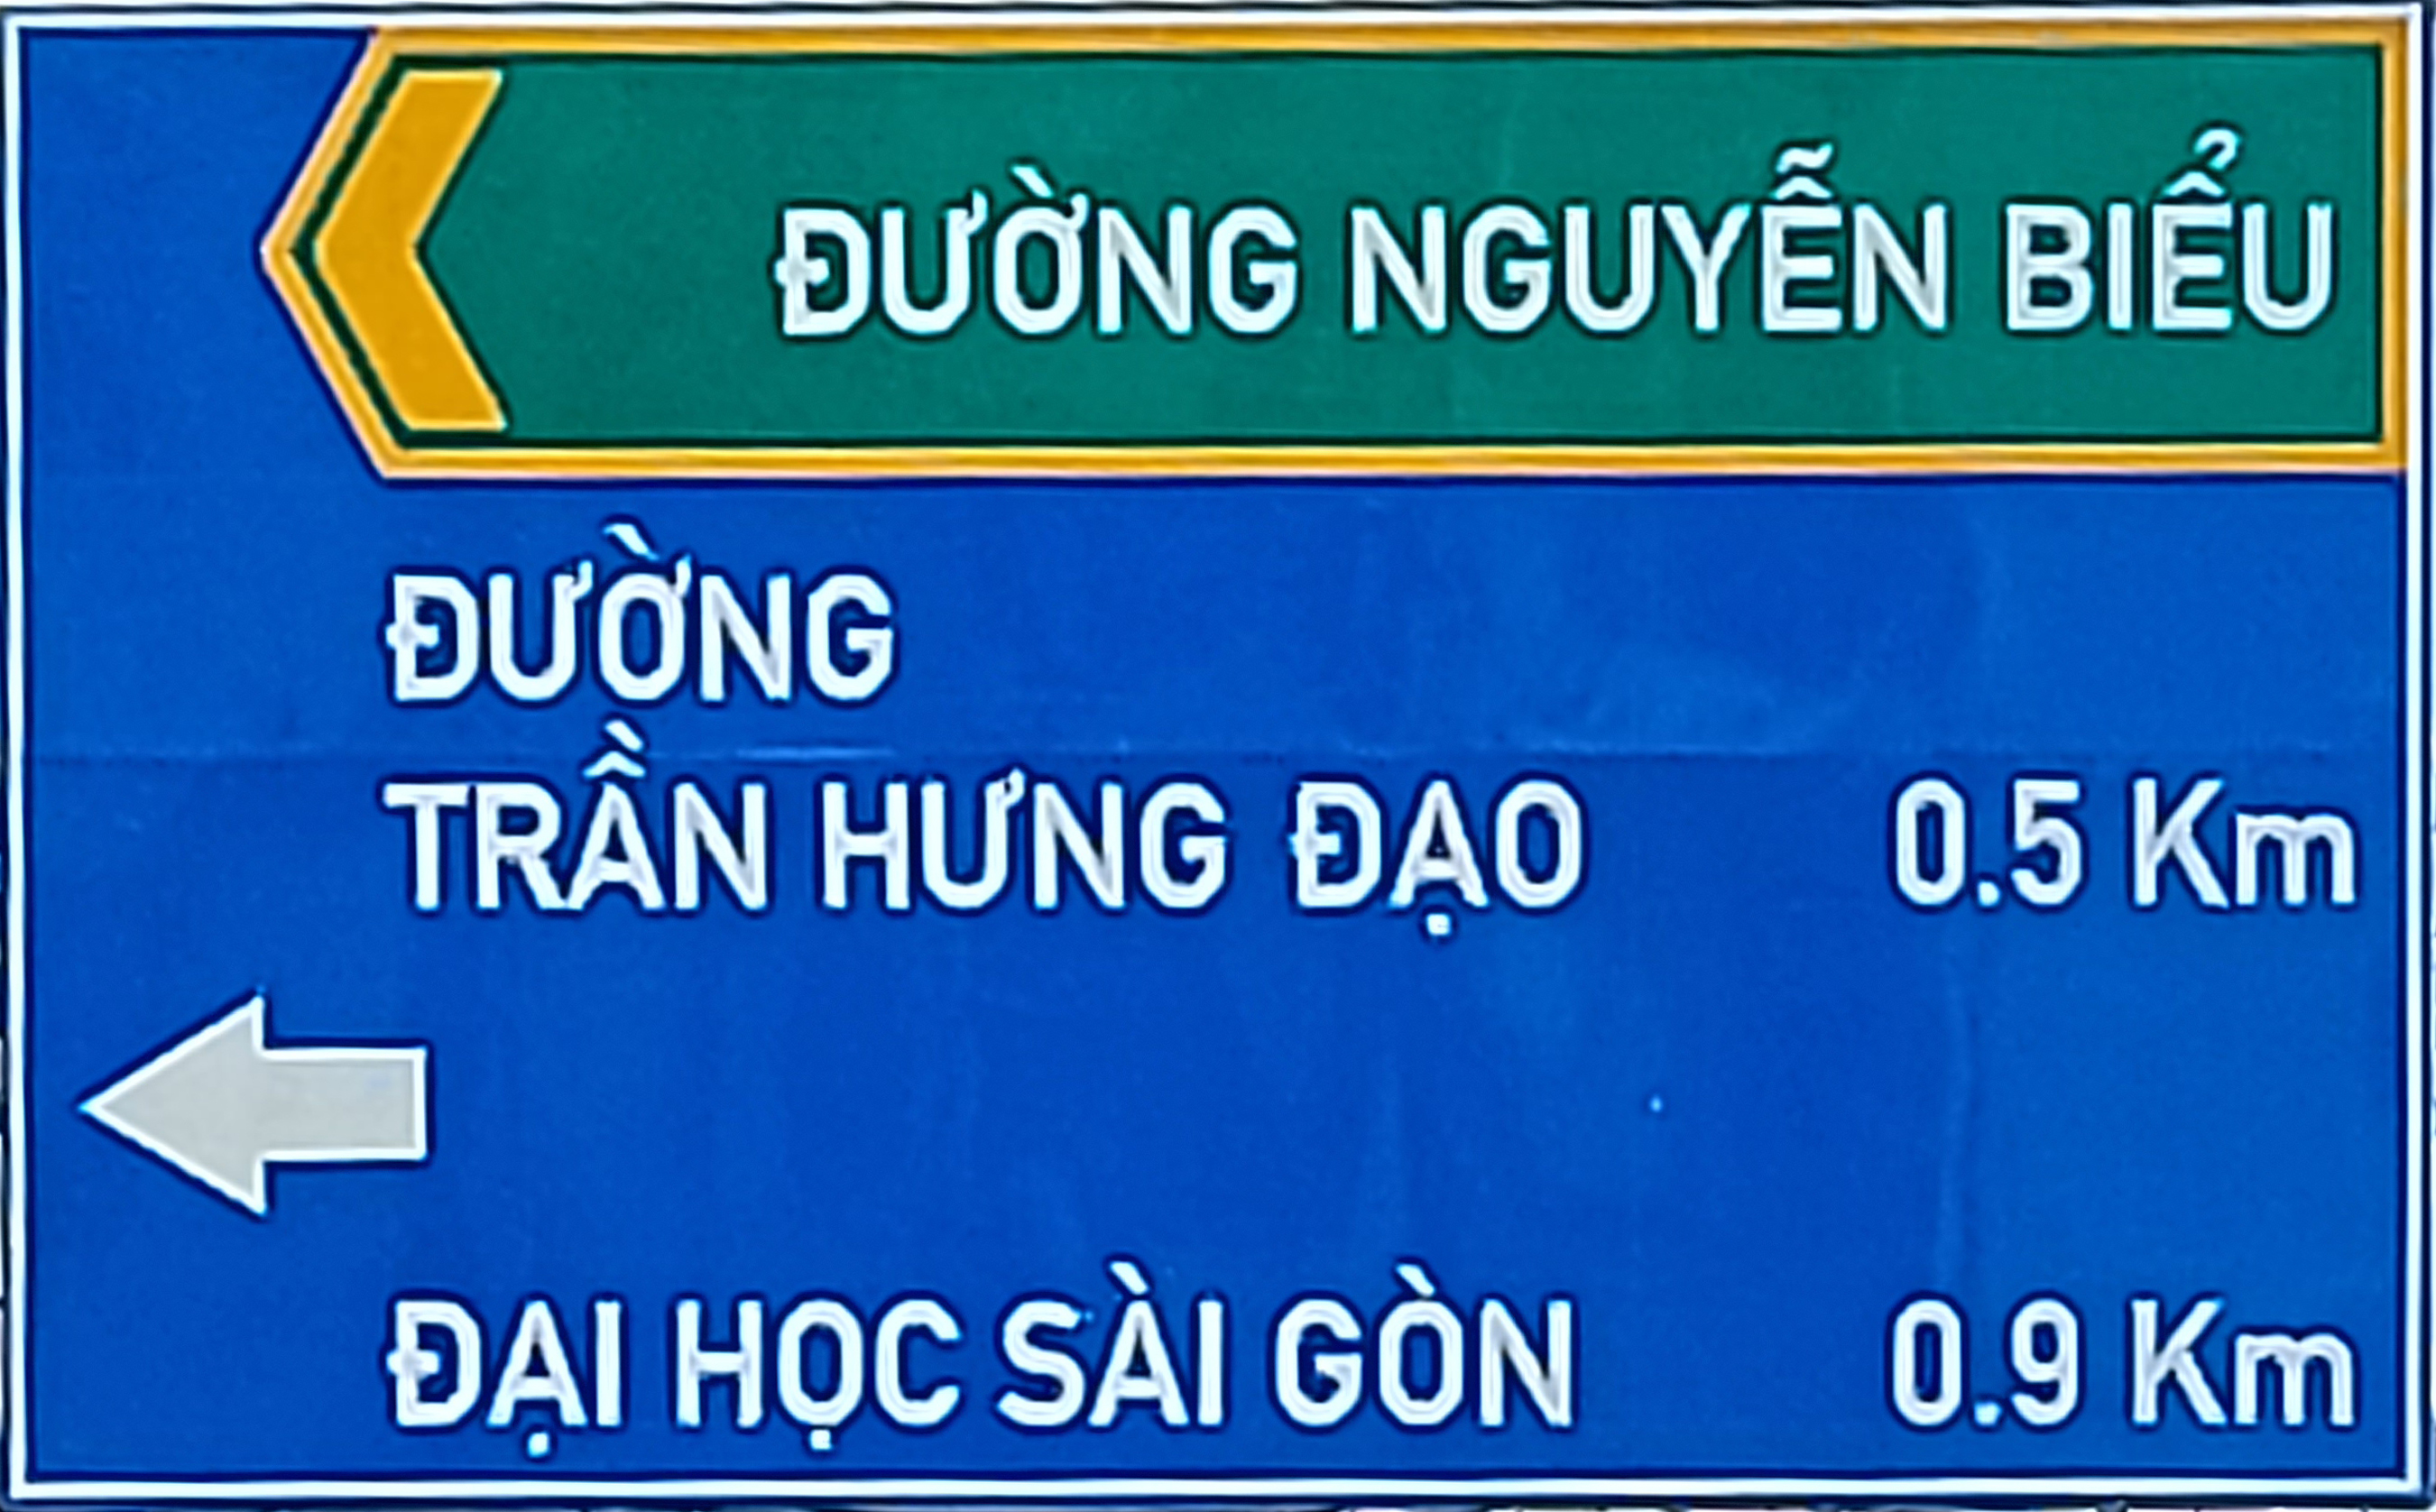 ĐƯỜNG NGUYỄN BIỂU
ĐƯỜNG
TRẦN HƯNG ĐẠO 0.5 Km
ĐẠI HỌC SÀI GÒN 0.9 Km